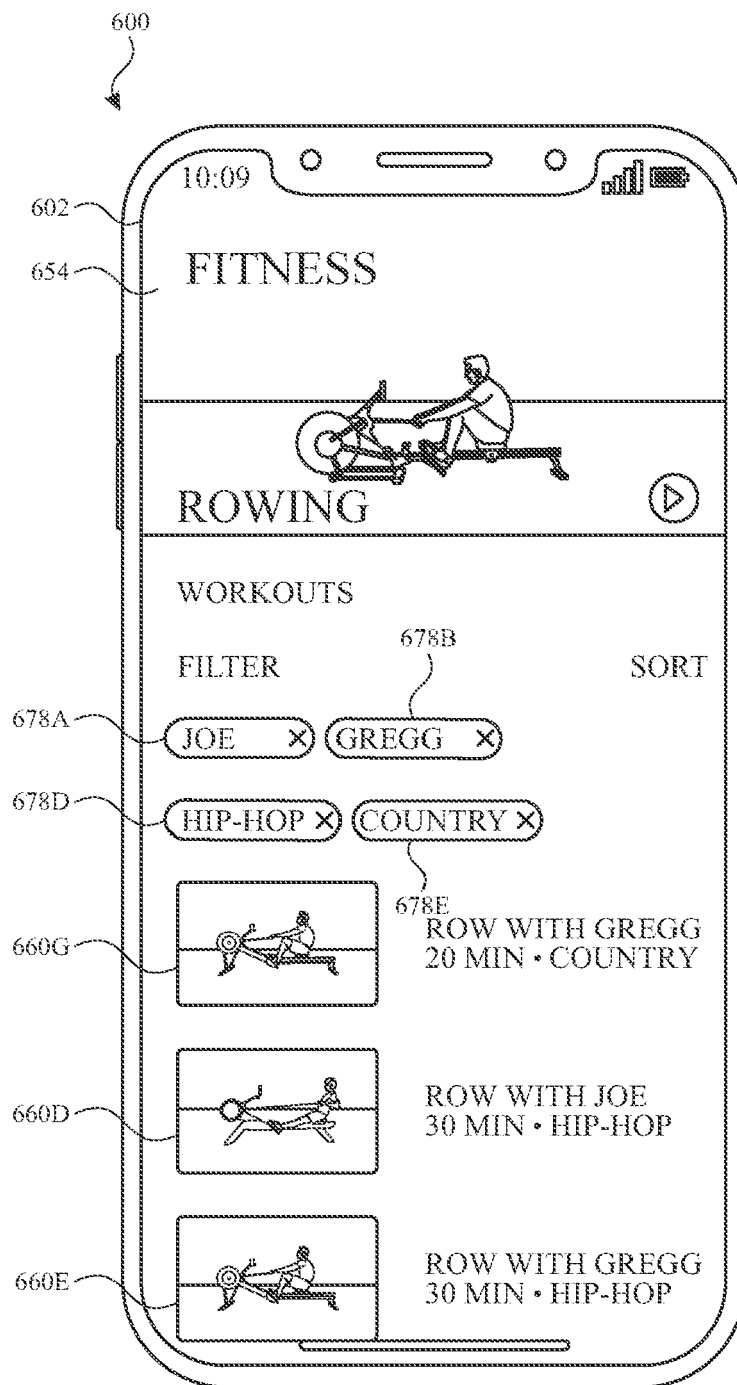 600
10:09
602
654
FITNESS
ROWING
WORKOUTS
678B
FILTER SORT
678A
JOE × GREGG ×
678D
HIP-HOP × COUNTRY ×
678E
660G
ROW WITH GREGG
20 MIN • COUNTRY
660D
ROW WITH JOE
30 MIN • HIP-HOP
660E
ROW WITH GREGG
30 MIN • HIP-HOP